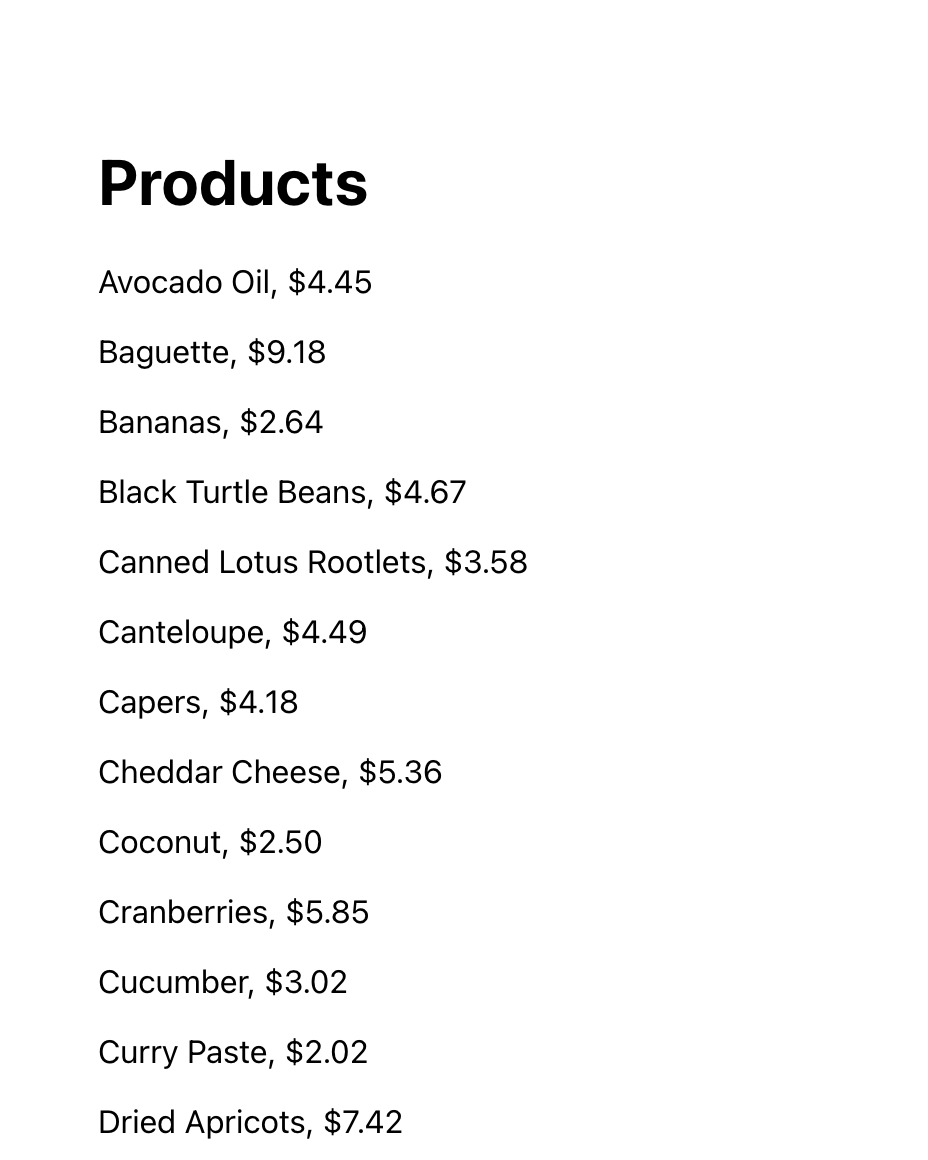 Products
Avocado Oil, $4.45
Baguette, $9.18
Bananas, $2.64
Black Turtle Beans, $4.67
Canned Lotus Rootlets, $3.58
Canteloupe, $4.49
Capers, $4.18
Cheddar Cheese, $5.36
Coconut, $2.50
Cranberries, $5.85
Cucumber, $3.02
Curry Paste, $2.02
Dried Apricots, $7.42